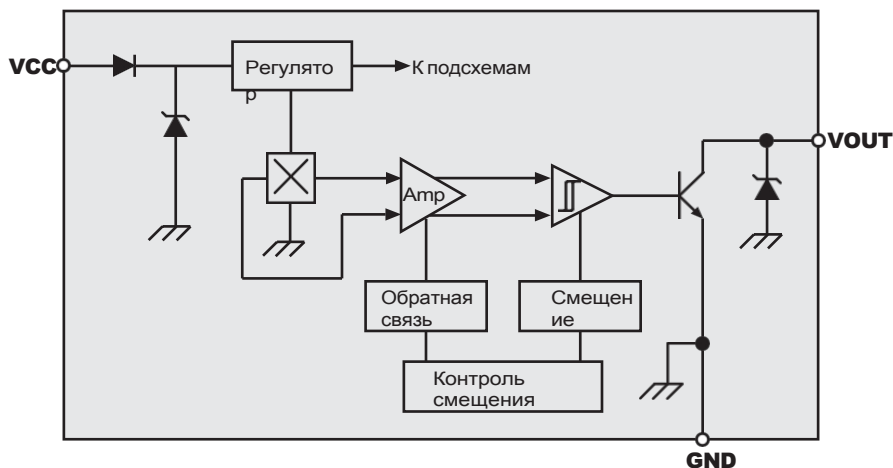 VCC
Регулято
р
К подсхемам
VOUT
Amp
Обратная
связь
Смещен
ие
Контроль
смещения
GND